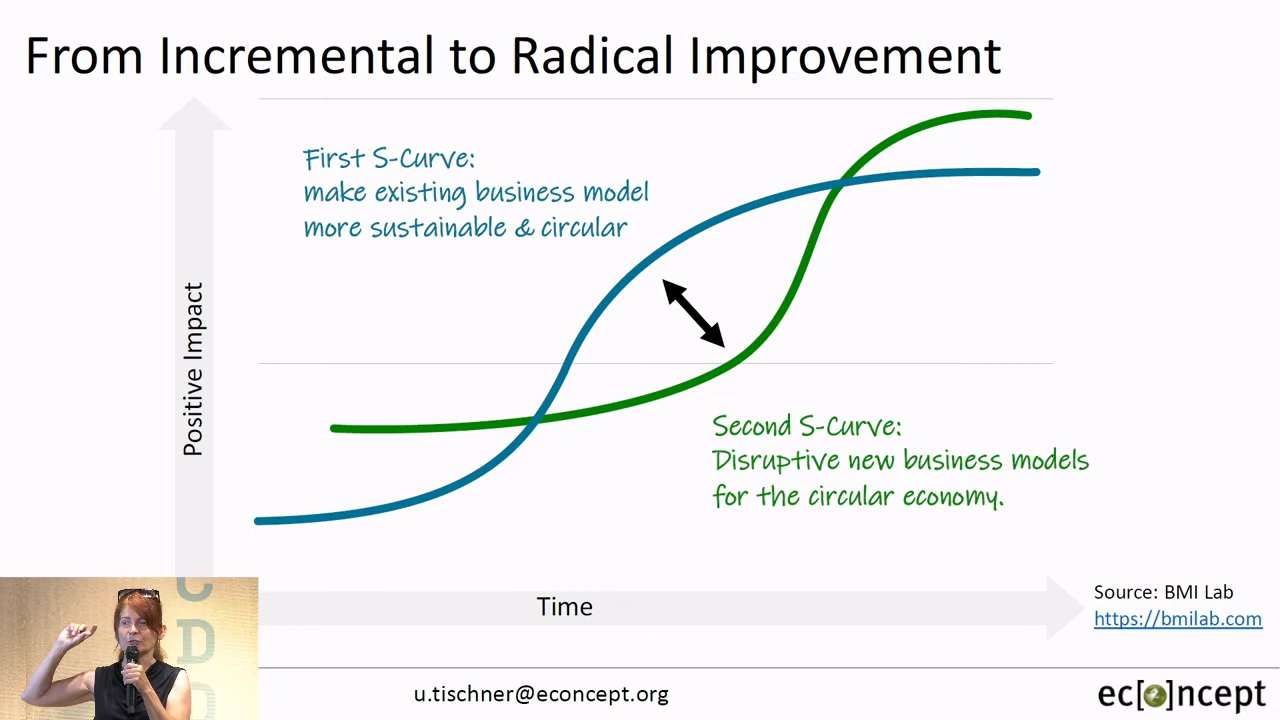 From Incremental to Radical Improvement
First S-Curve:
make existing business model
more sustainable & circular
Positive Impact
Second S-Curve:
Disruptive new business models
for the circular economy.
Time
Source: BMI Lab
https://bmilab.com
C
D
u.tischner@econcept.org
ec[o]ncept